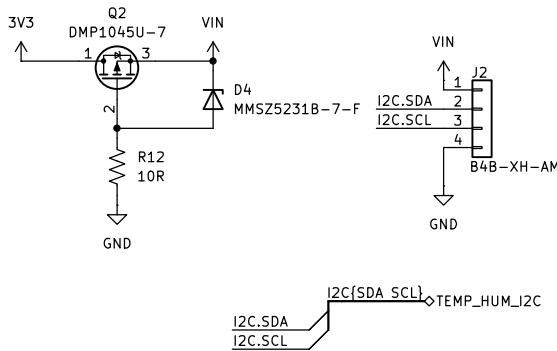 Q2
DMP1045U-7
3V3
1
3
VIN
2
D4
MMSZ5231B-7-F
R12
10R
GND
VIN
J2
1
I2C.SDA
2
I2C.SCL
3
4
B4B-XH-AM
GND
I2C{SDA SCL}
TEMP_HUM_I2C
I2C.SDA
I2C.SCL